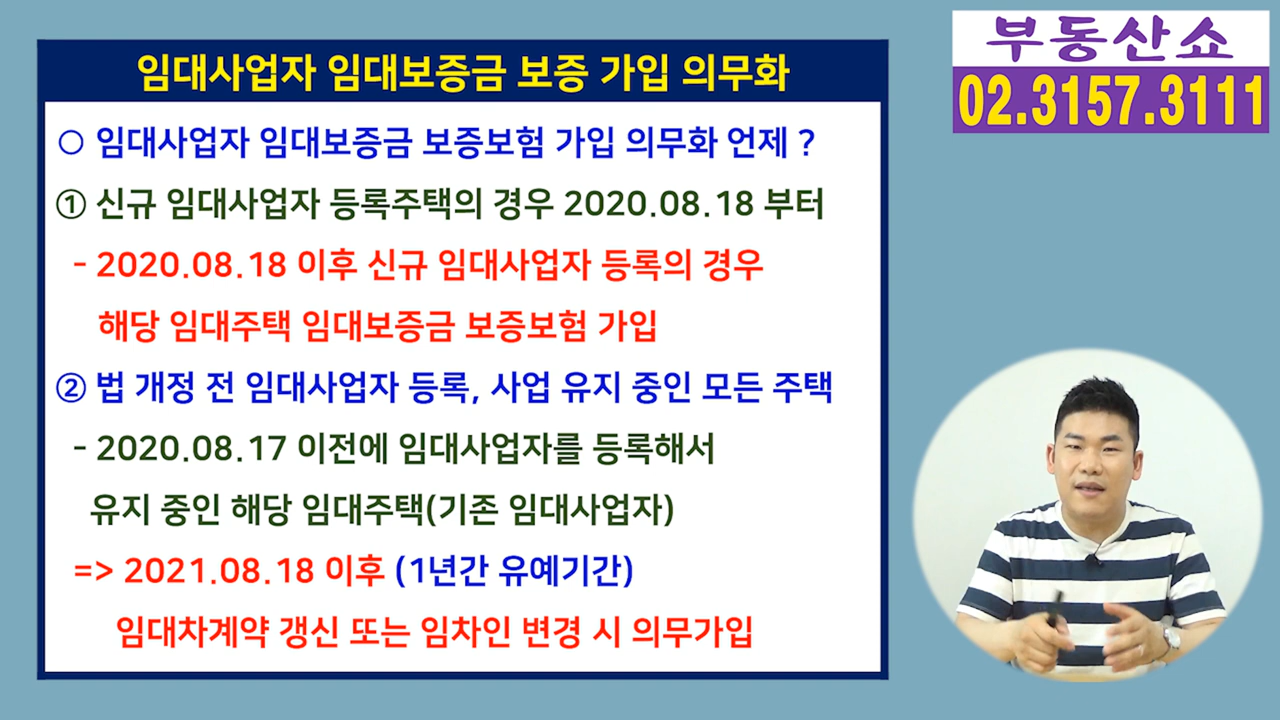 임대사업자 임대보증금 보증 가입 의무화
○ 임대사업자 임대보증금 보증보험 가입 의무화 언제 ?
① 신규 임대사업자 등록주택의 경우 2020.08.18 부터
- 2020.08.18 이후 신규 임대사업자 등록의 경우
해당 임대주택 임대보증금 보증보험 가입
② 법 개정 전 임대사업자 등록, 사업 유지 중인 모든 주택
- 2020.08.17 이전에 임대사업자를 등록해서
유지 중인 해당 임대주택(기존 임대사업자)
=> 2021.08.18 이후 (1년간 유예기간)
임대차계약 갱신 또는 임차인 변경 시 의무가입
부동산쇼
02.3157.3111